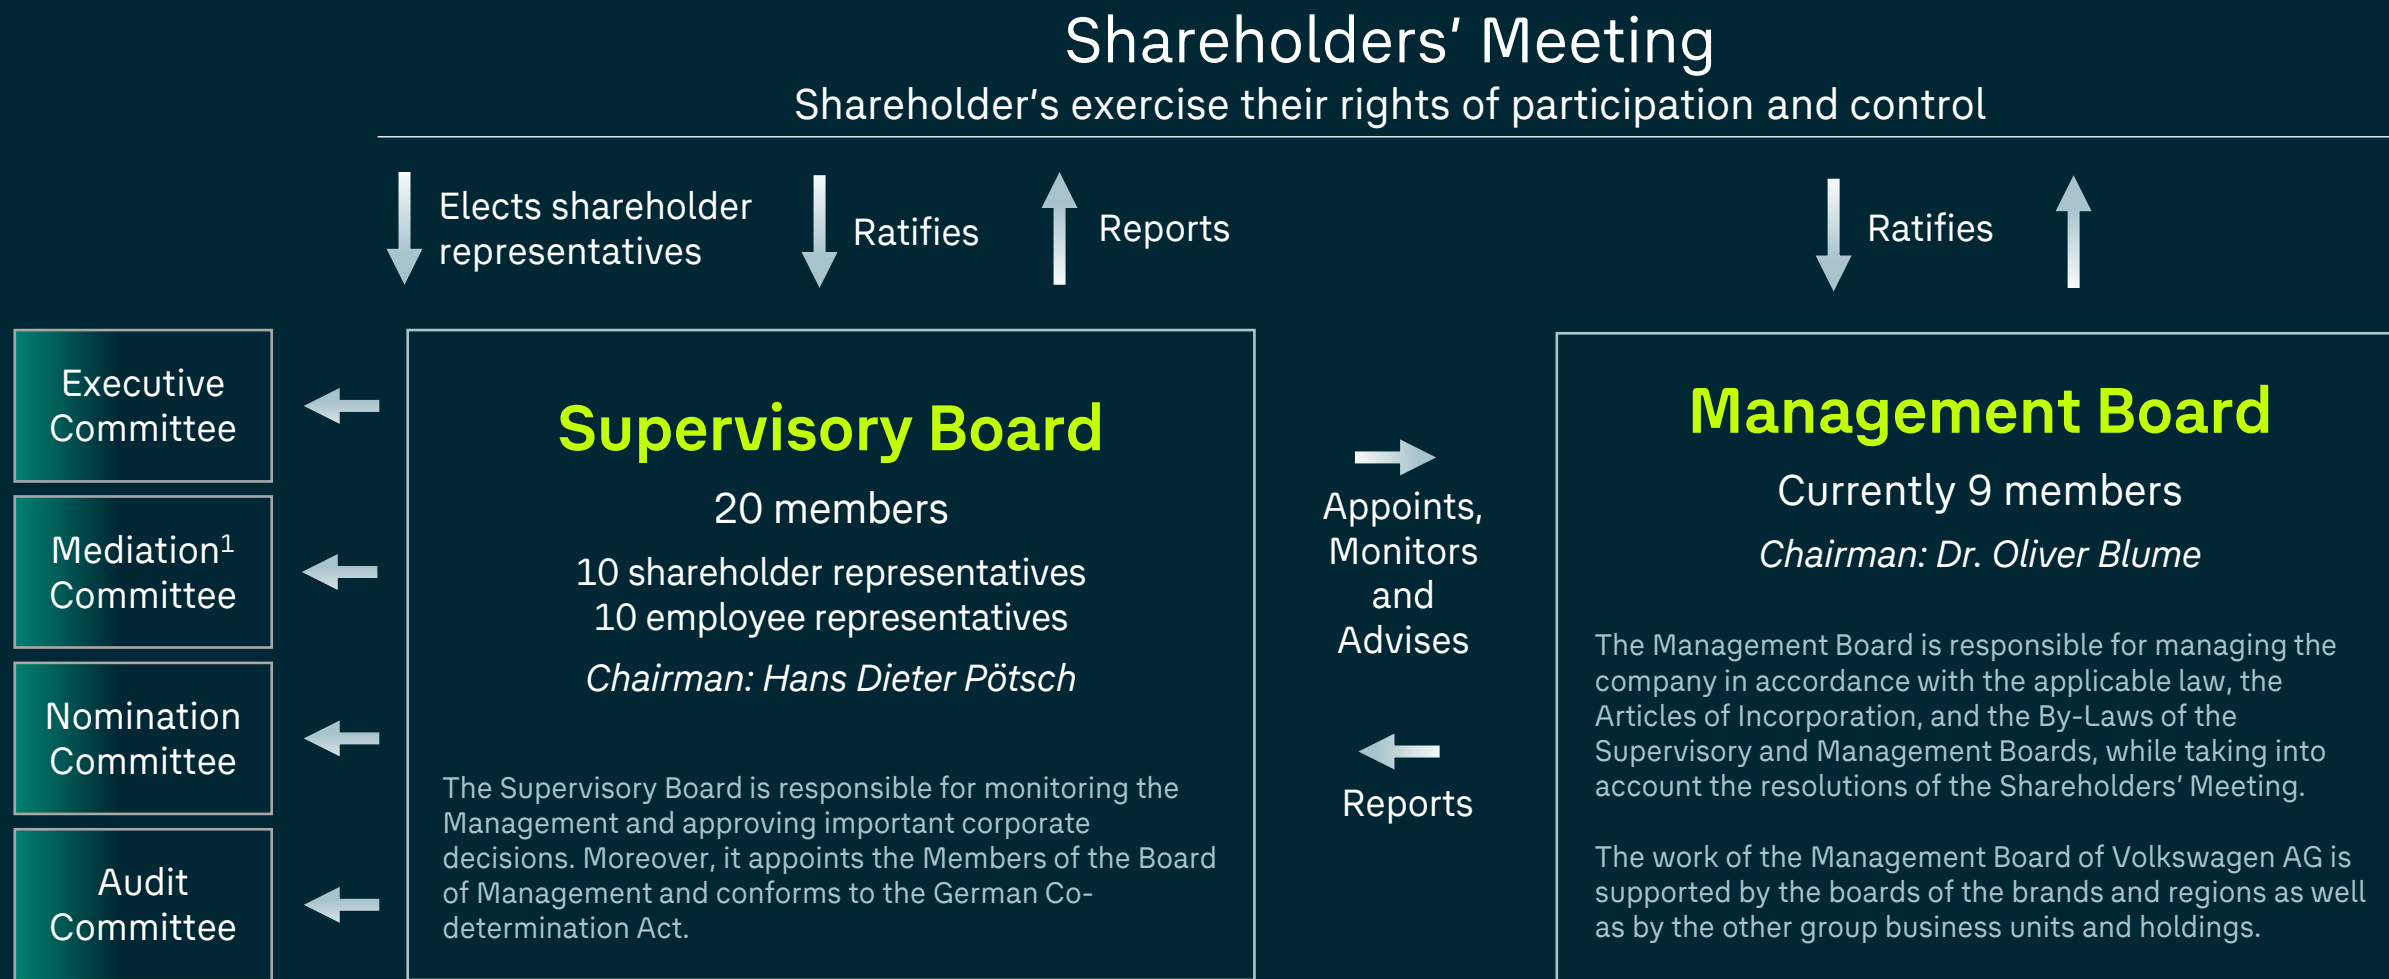 Shareholders’ Meeting
Shareholder’s exercise their rights of participation and control
Elects shareholder
representatives
Ratifies
Reports
Ratifies
Executive
Committee
Mediation¹
Committee
Nomination
Committee
Audit
Committee
Supervisory Board
20 members
10 shareholder representatives
10 employee representatives
Chairman: Hans Dieter Pötsch
The Supervisory Board is responsible for monitoring the
Management and approving important corporate
decisions. Moreover, it appoints the Members of the Board
of Management and conforms to the German Co-
determination Act.
Appoints,
Monitors
and
Advises
Reports
Management Board
Currently 9 members
Chairman: Dr. Oliver Blume
The Management Board is responsible for managing the
company in accordance with the applicable law, the
Articles of Incorporation, and the By-Laws of the
Supervisory and Management Boards, while taking into
account the resolutions of the Shareholders’ Meeting.
The work of the Management Board of Volkswagen AG is
supported by the boards of the brands and regions as well
as by the other group business units and holdings.